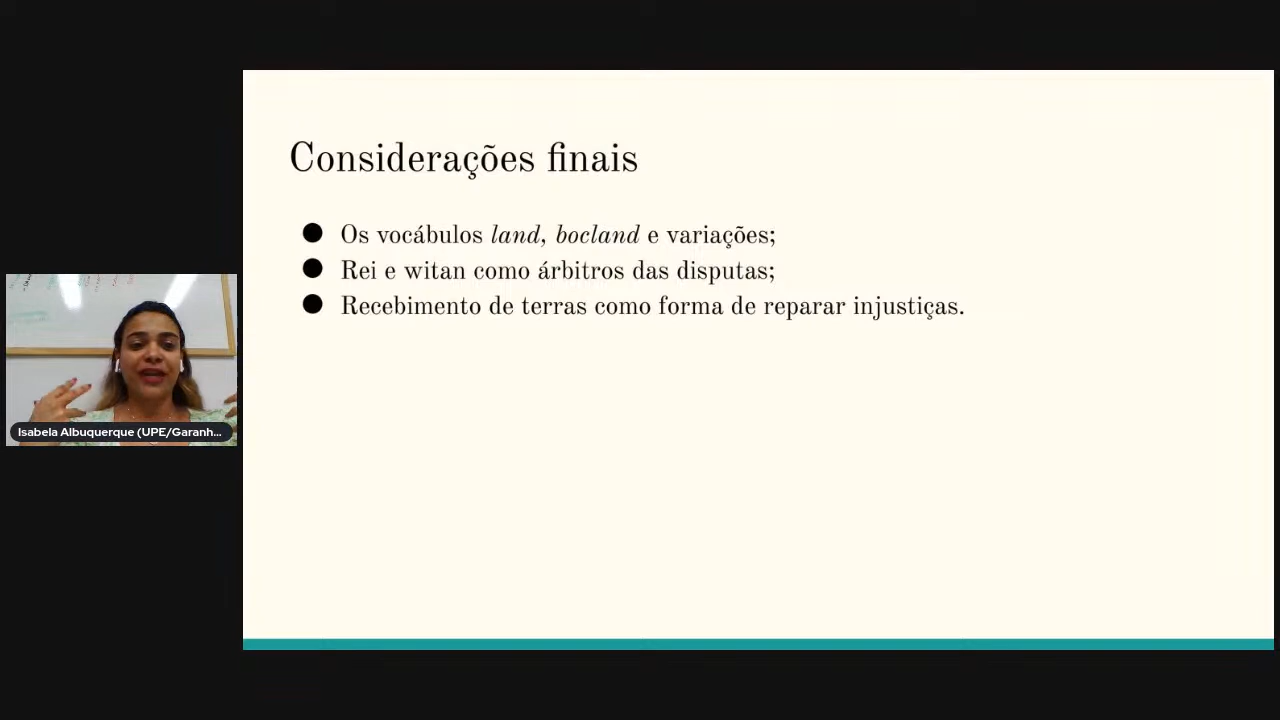 Considerações finais
● Os vocábulos land, bocland e variações;
● Rei e witan como árbitros das disputas;
● Recebimento de terras como forma de reparar injustiças.
Isabela Albuquerque (UPE/Garanh...